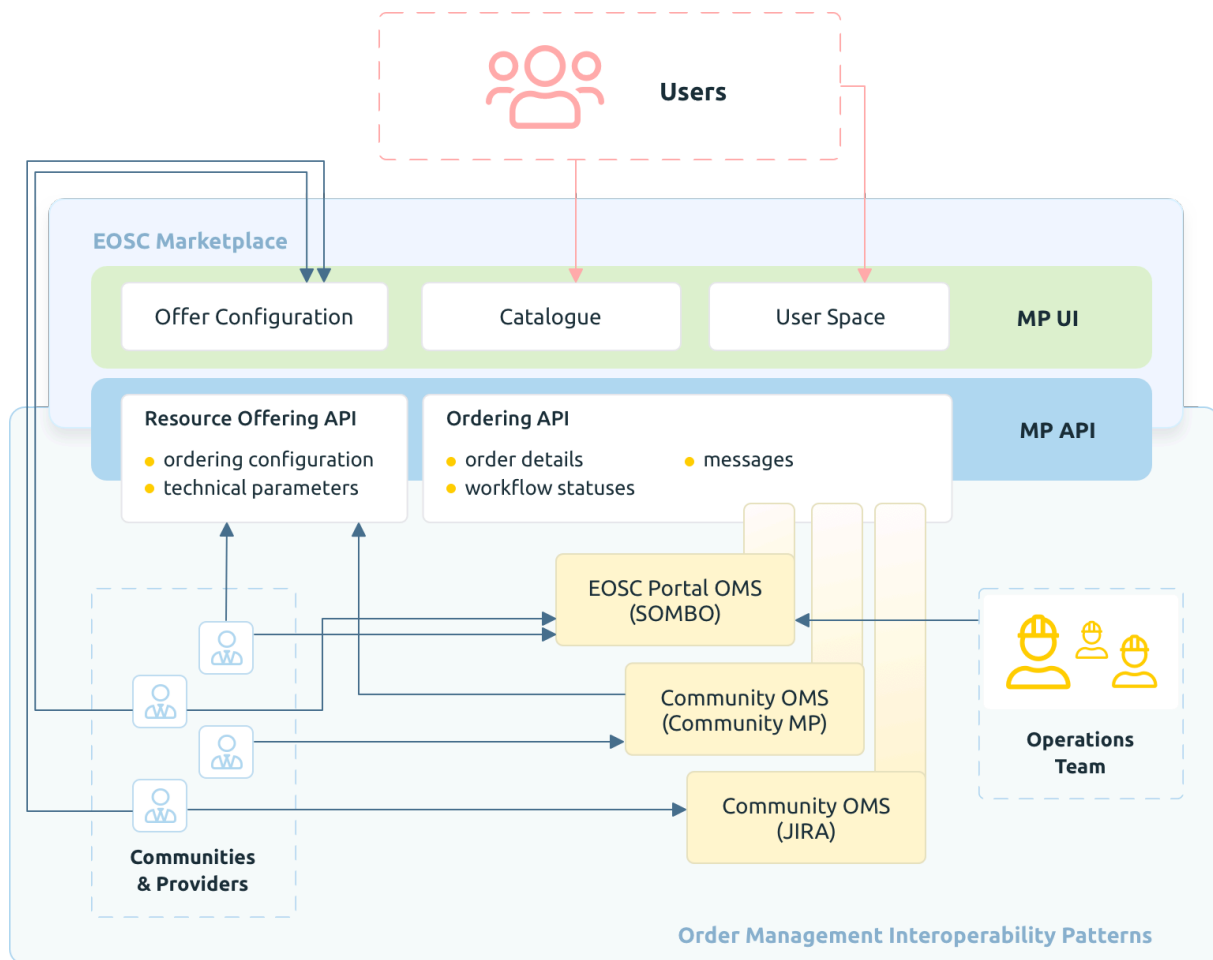 Users
EOSC Marketplace
Offer Configuration
Catalogue
User Space
MP UI
Resource Offering API
ordering configuration
technical parameters
Ordering API
order details
workflow statuses
messages
MP API
EOSC Portal OMS
(SOMBO)
Community OMS
(Community MP)
Community OMS
(JIRA)
Operations
Team
Communities
& Providers
Order Management Interoperability Patterns